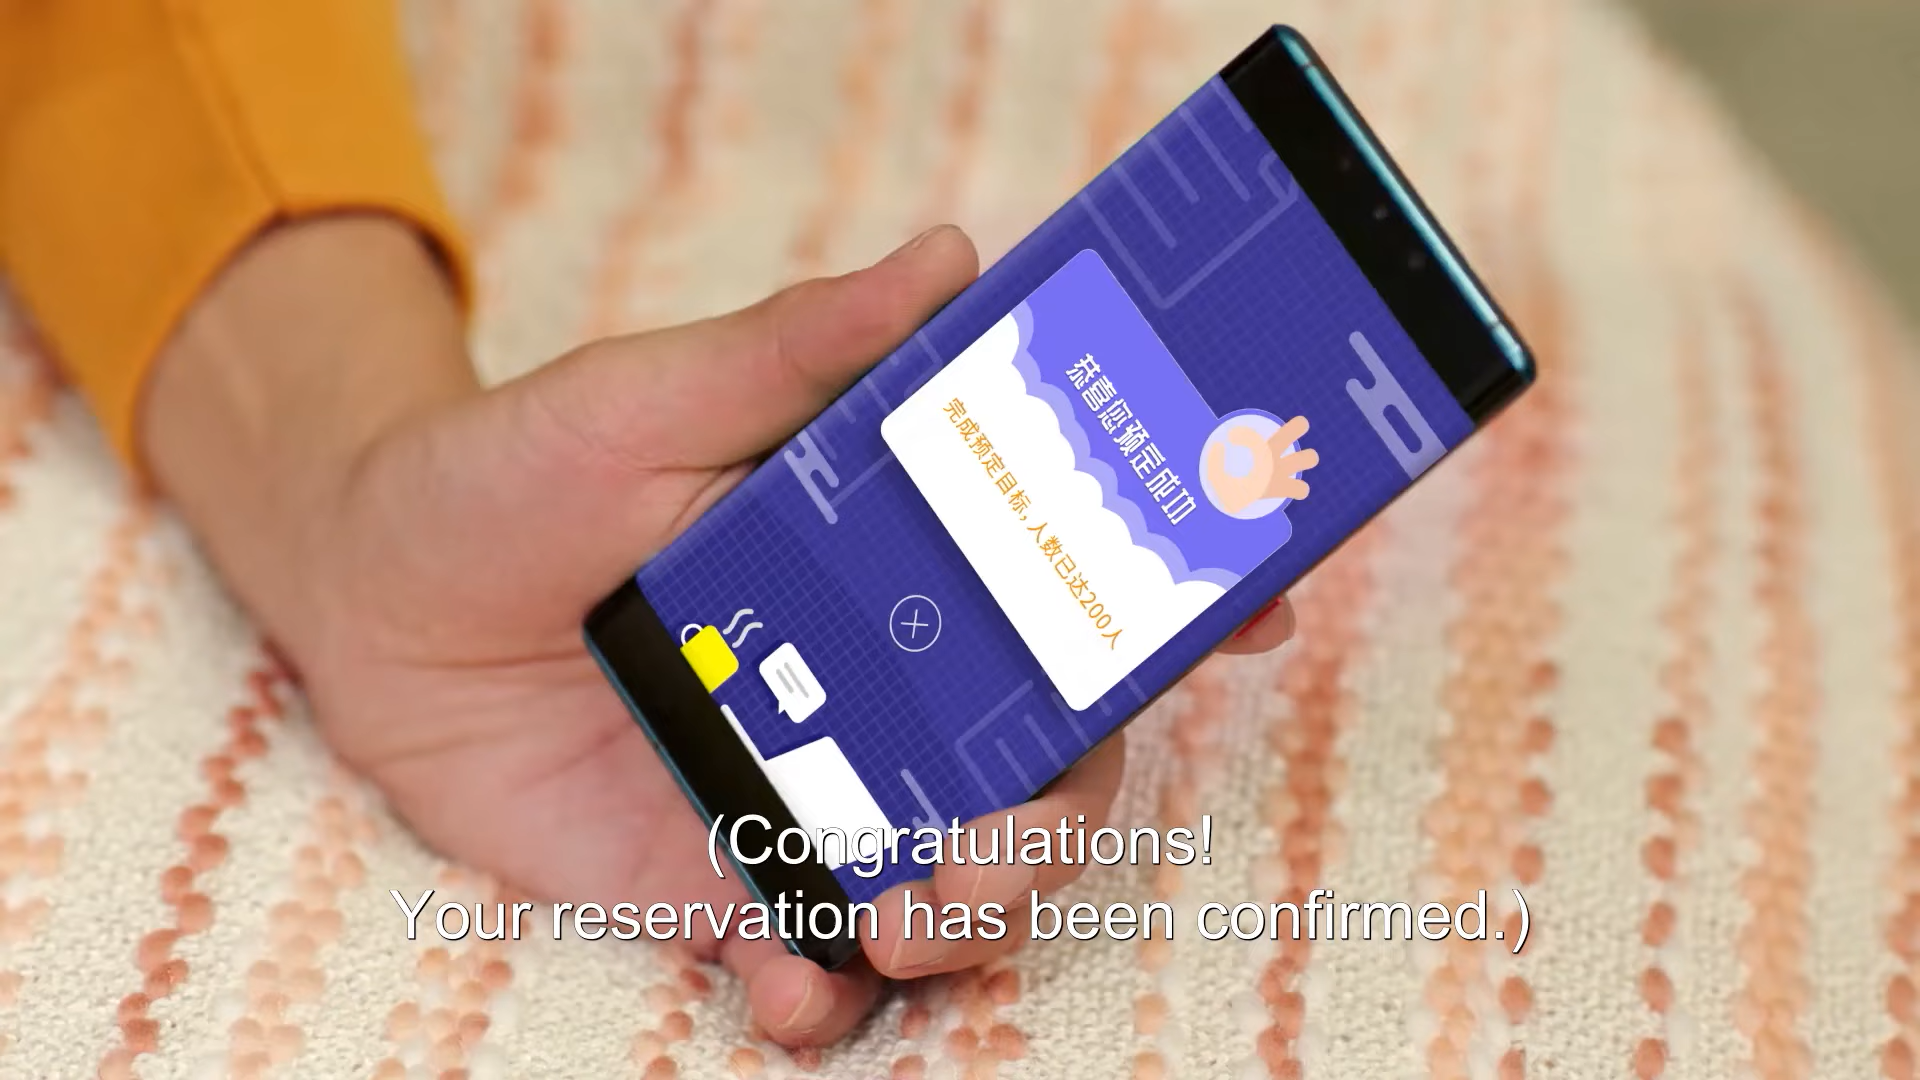 恭喜您预定成功
完成预定目标，人数已达200人
(Congratulations!
Your reservation has been confirmed.)